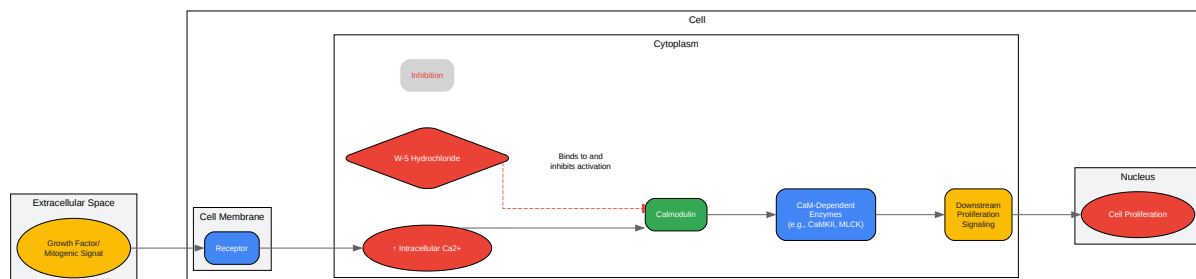 Cell
Cytoplasm
Inhibition
W-5 Hydrochloride
Binds to and
inhibits activation
Extracellular Space
Growth Factor/
Mitogenic Signal
Cell Membrane
Receptor
↑ Intracellular Ca2+
Calmodulin
CaM-Dependent
Enzymes
(e.g., CaMKII, MLCK)
Downstream
Proliferation
Signaling
Nucleus
Cell Proliferation